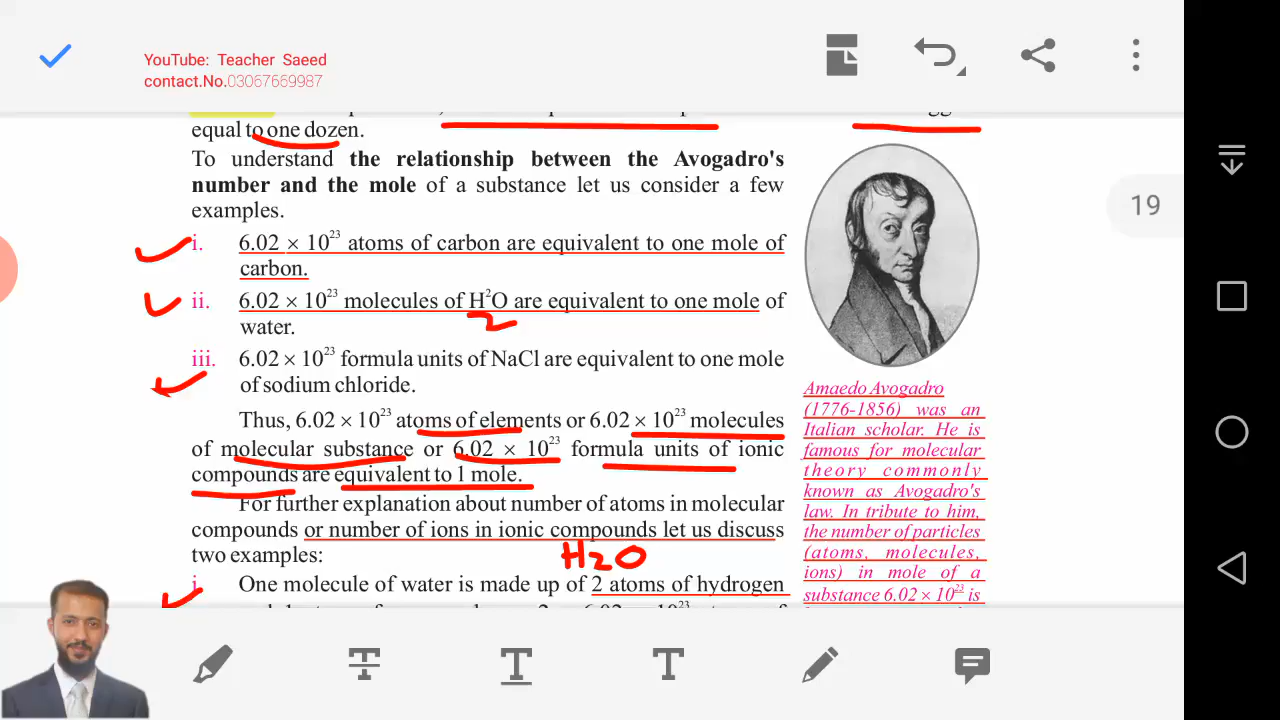 YouTube: Teacher Saeed
contact.No.03067669987
equal to one dozen.
To understand the relationship between the Avogadro's
number and the mole of a substance let us consider a few
examples.
i. 6.02 × 10²³ atoms of carbon are equivalent to one mole of
carbon.
ii. 6.02 × 10²³ molecules of H²O are equivalent to one mole of
water.
2
iii. 6.02 × 10²³ formula units of NaCl are equivalent to one mole
of sodium chloride.
Thus, 6.02 × 10²³ atoms of elements or 6.02 × 10²³ molecules
of molecular substance or 6.02 × 10²³ formula units of ionic
compounds are equivalent to 1 mole.
For further explanation about number of atoms in molecular
compounds or number of ions in ionic compounds let us discuss
two examples:
H2O
i. One molecule of water is made up of 2 atoms of hydrogen
19
Amaedo Avogadro
(1776-1856) was an
Italian scholar. He is
famous for molecular
theory commonly
known as Avogadro's
law. In tribute to him,
the number of particles
(atoms, molecules,
ions) in mole of a
substance 6.02 × 10²³ is
T
T
T